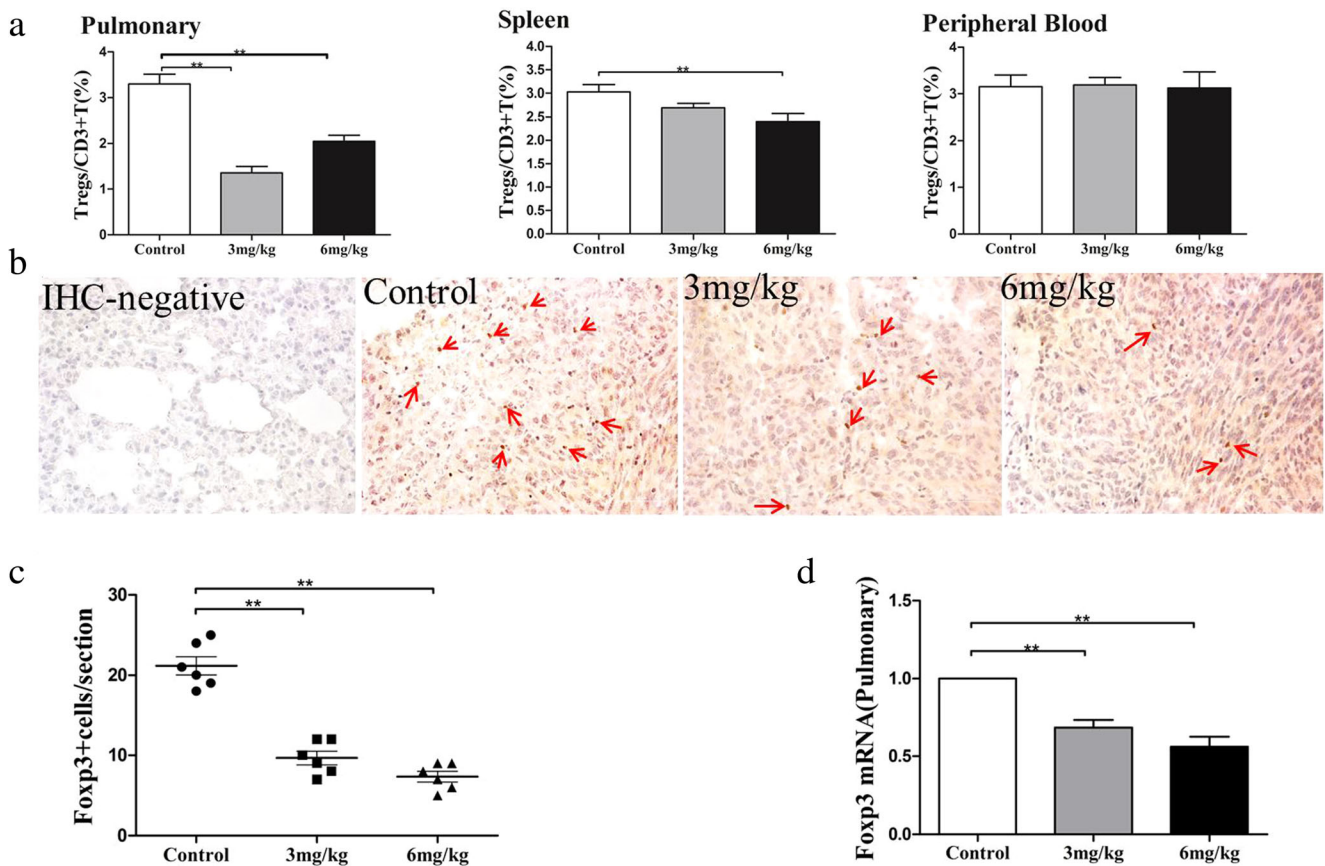 a
Pulmonary
Tregs/CD3+T(%)
4
3
2
1
0
**
**
Control
3mg/kg
6mg/kg
Spleen
Tregs/CD3+T(%)
4.0
3.5
3.0
2.5
2.0
1.5
1.0
0.5
0.0
**
Control
3mg/kg
6mg/kg
Peripheral Blood
Tregs/CD3+T(%)
4
3
2
1
0
Control
3mg/kg
6mg/kg
b
IHC-negative
Control
3mg/kg
6mg/kg
c
Foxp3+cells/section
30
20
10
0
**
**
Control
3mg/kg
6mg/kg
d
Foxp3 mRNA(Pulmonary)
1.5
1.0
0.5
0.0
**
**
Control
3mg/kg
6mg/kg